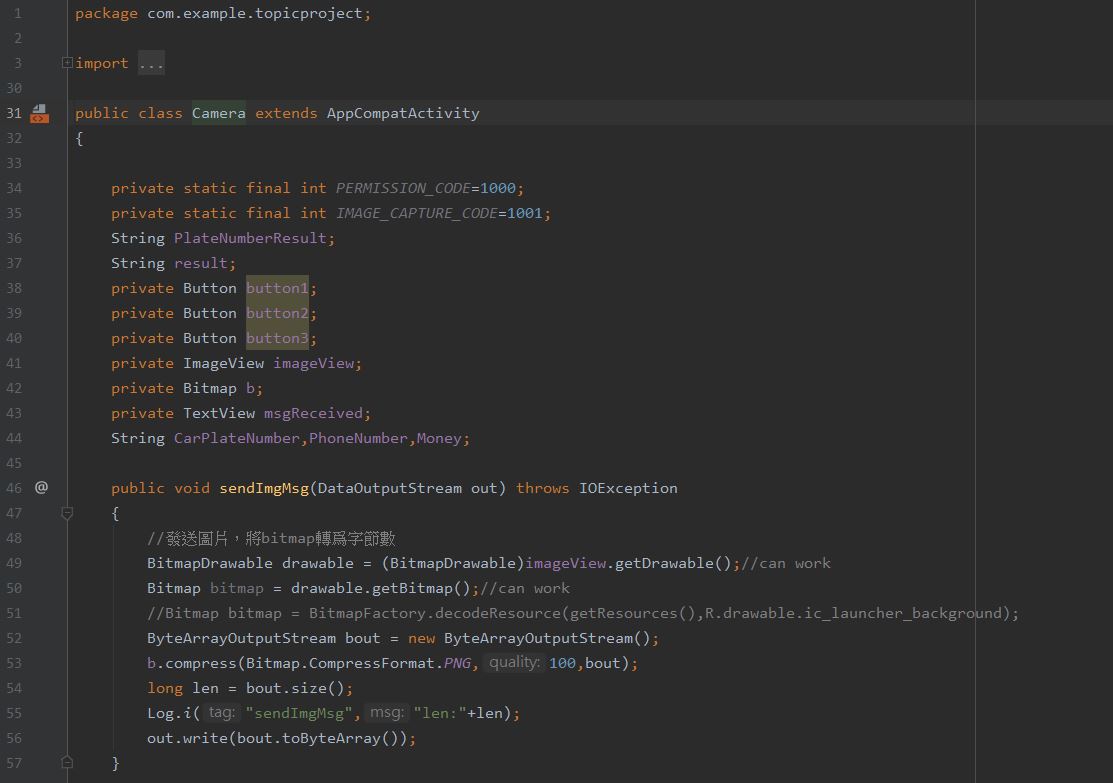 1 package com.example.topicproject;
2
3 import ...
30
31 public class Camera extends AppCompatActivity
32 {
33
34 private static final int PERMISSION_CODE=1000;
35 private static final int IMAGE_CAPTURE_CODE=1001;
36 String PlateNumberResult;
37 String result;
38 private Button button1;
39 private Button button2;
40 private Button button3;
41 private ImageView imageView;
42 private Bitmap b;
43 private TextView msgReceived;
44 String CarPlateNumber,PhoneNumber,Money;
45
46 @ public void sendImgMsg(DataOutputStream out) throws IOException
47 {
48 //發送圖片，將bitmap轉爲字節數
49 BitmapDrawable drawable = (BitmapDrawable)imageView.getDrawable();//can work
50 Bitmap bitmap = drawable.getBitmap();//can work
51 //Bitmap bitmap = BitmapFactory.decodeResource(getResources(),R.drawable.ic_launcher_background);
52 ByteArrayOutputStream bout = new ByteArrayOutputStream();
53 b.compress(Bitmap.CompressFormat.PNG, quality: 100,bout);
54 long len = bout.size();
55 Log.i( tag: "sendImgMsg", msg: "len:"+len);
56 out.write(bout.toByteArray());
57 }